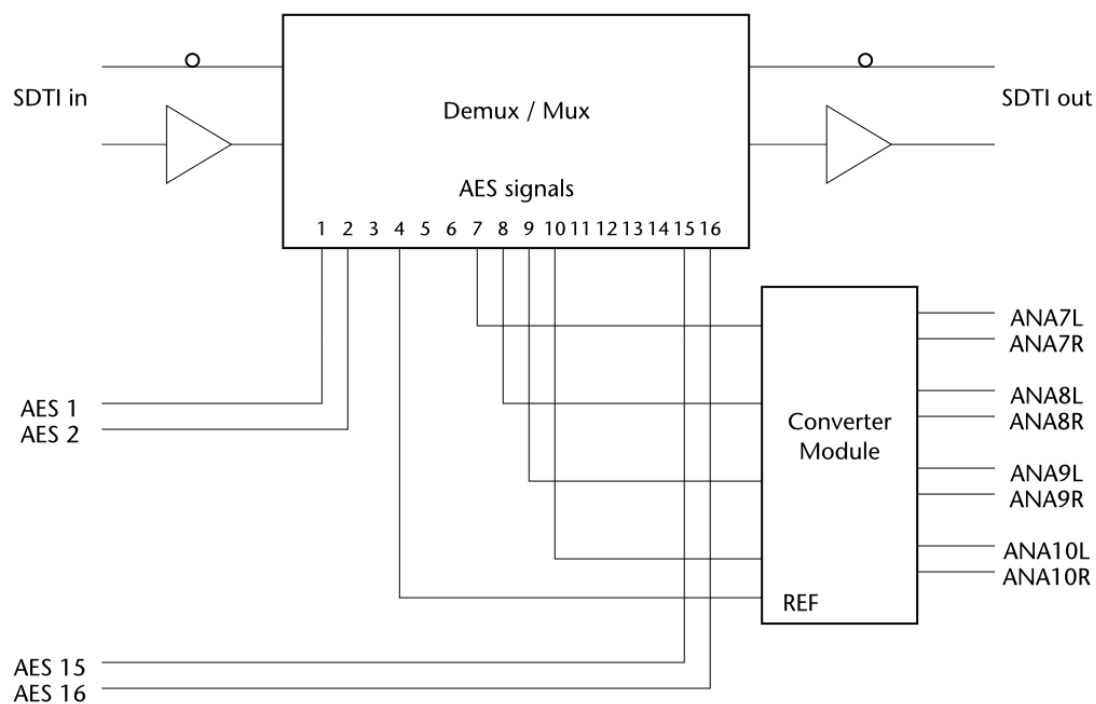 SDTI in
Demux / Mux
SDTI out
AES signals
1 2 3 4 5 6 7 8 9 10 11 12 13 14 15 16
ANA7L
ANA7R
ANA8L
ANA8R
AES 1
AES 2
Converter
Module
ANA9L
ANA9R
ANA10L
ANA10R
REF
AES 15
AES 16